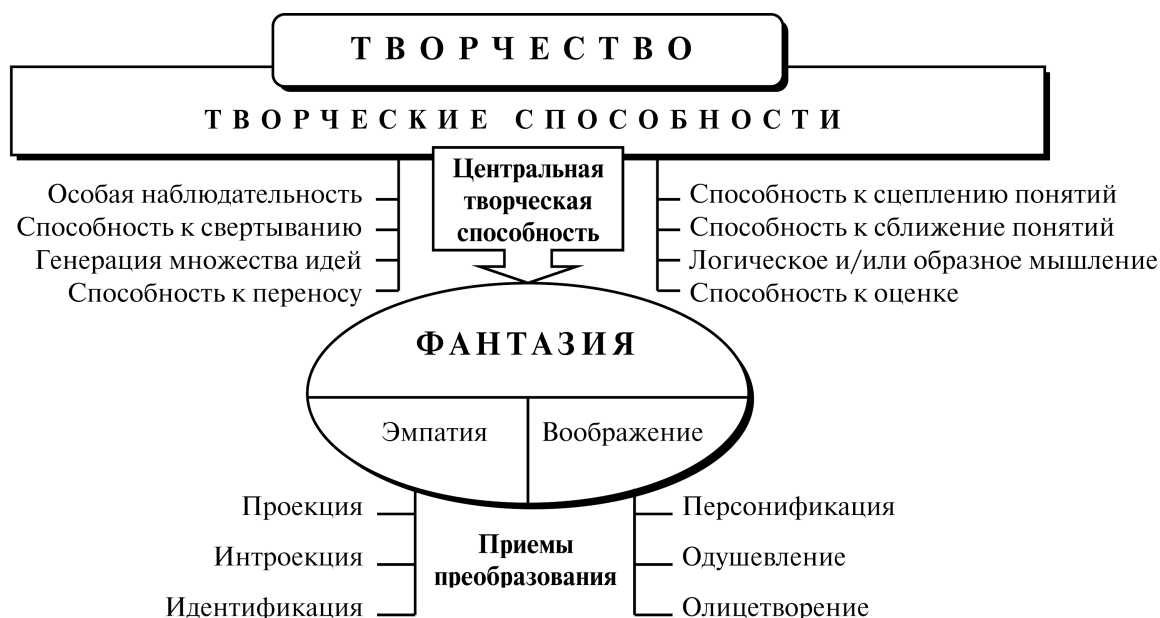 ТВОРЧЕСТВО
ТВОРЧЕСКИЕ СПОСОБНОСТИ
Центральная
творческая
способность
Особая наблюдательность
Способность к свертыванию
Генерация множества идей
Способность к переносу
Способность к сцеплению понятий
Способность к сближение понятий
Логическое и/или образное мышление
Способность к оценке
ФАНТАЗИЯ
Эмпатия
Воображение
Проекция
Интроекция
Идентификация
Приемы
преобразования
Персонификация
Одушевление
Олицетворение